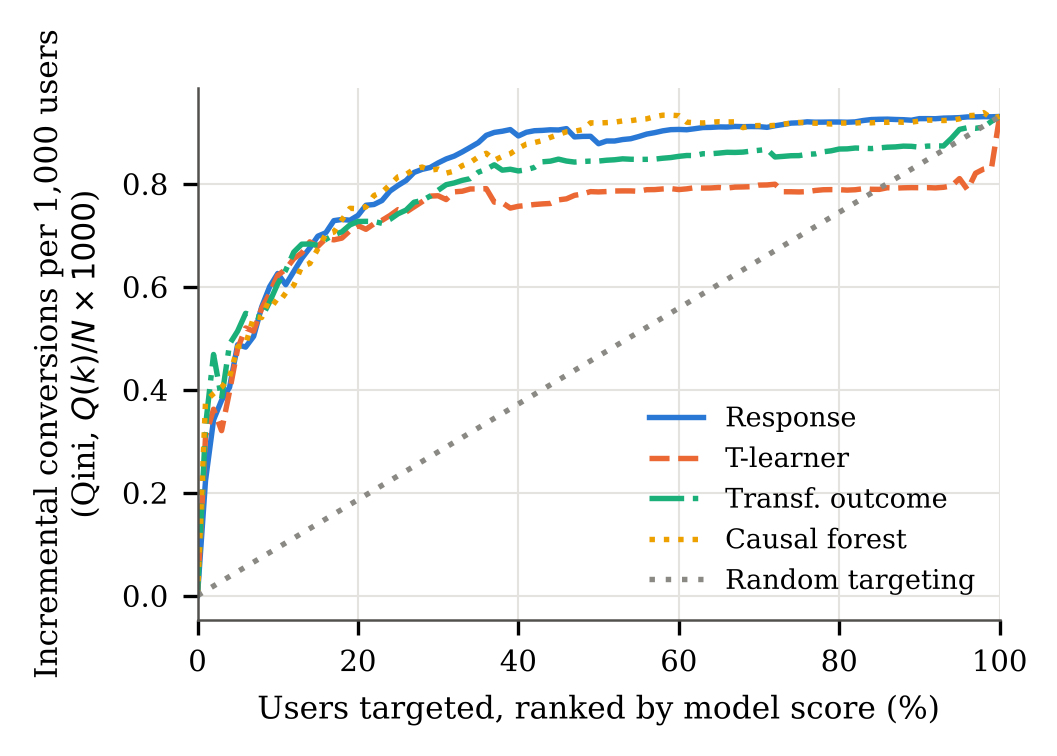 Incremental conversions per 1,000 users
(Qini, Q(k)/N × 1000)
0.8
0.6
0.4
0.2
0.0
Response
T-learner
Transf. outcome
Causal forest
Random targeting
0 20 40 60 80 100
Users targeted, ranked by model score (%)